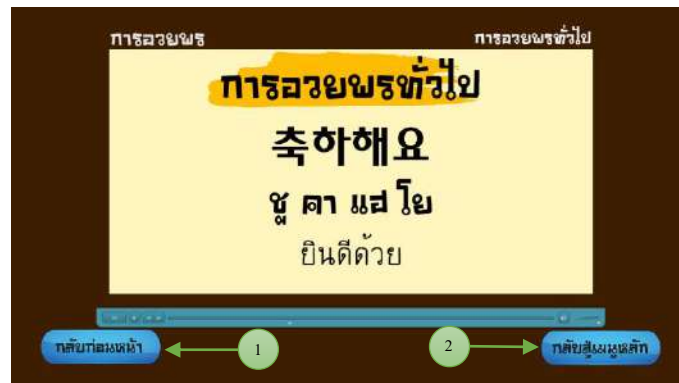 การอวยพร
การอวยพรทั่วไป
การอวยพรทั่วไป
축하해요
ชู คา แฮ โย
ยินดีด้วย
กลับก่อนหน้า
1
2
กลับสู่เมนูหลัก